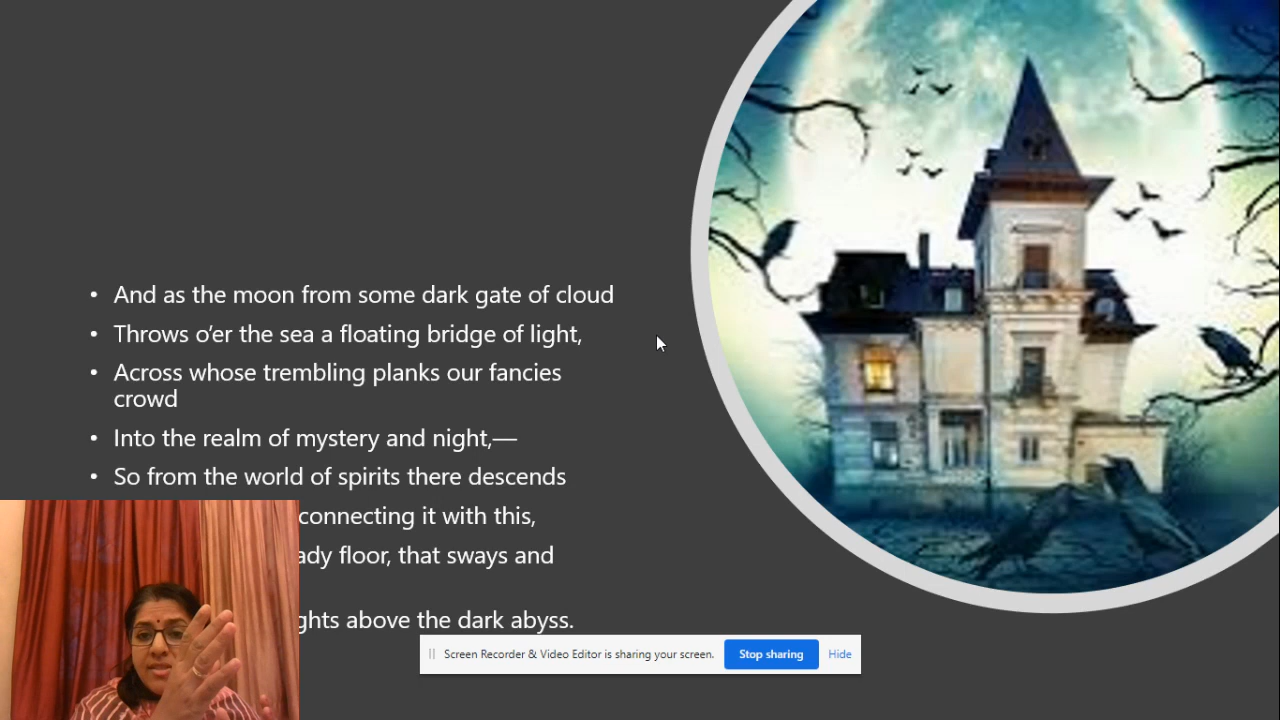 • And as the moon from some dark gate of cloud
• Throws o’er the sea a floating bridge of light,
• Across whose trembling planks our fancies
crowd
• Into the realm of mystery and night,—
• So from the world of spirits there descends
connecting it with this,
ady floor, that sways and
ghts above the dark abyss.
Screen Recorder & Video Editor is sharing your screen. Stop sharing Hide